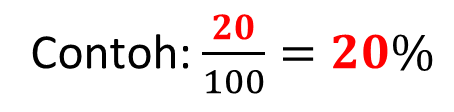 Contoh: 20/100 = 20%